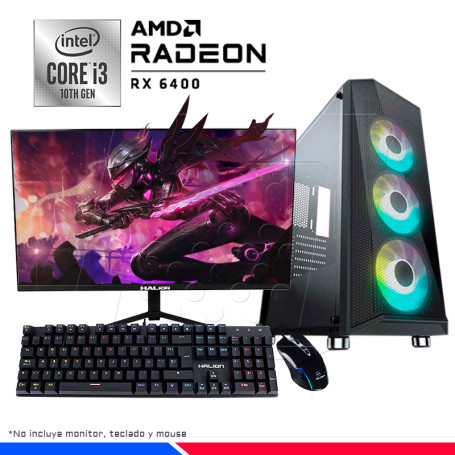 intel
CORE i3
10TH GEN
AMD
RADEON
RX 6400
HALION
HALION
*No incluye monitor, teclado y mouse